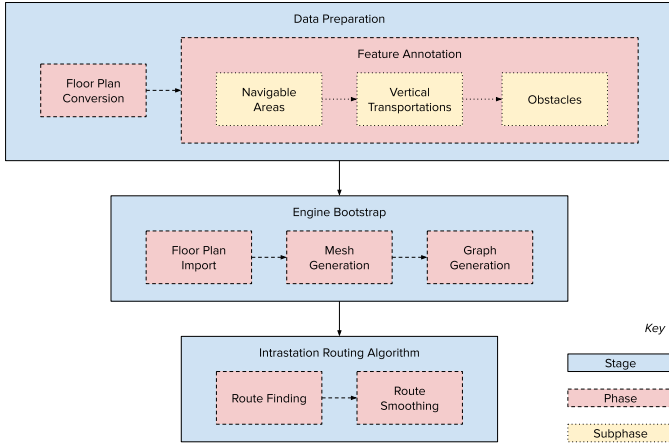 Data Preparation
Floor Plan
Conversion
Feature Annotation
Navigable
Areas
Vertical
Transportations
Obstacles
Engine Bootstrap
Floor Plan
Import
Mesh
Generation
Graph
Generation
Intrastation Routing Algorithm
Route Finding
Route
Smoothing
Key
Stage
Phase
Subphase